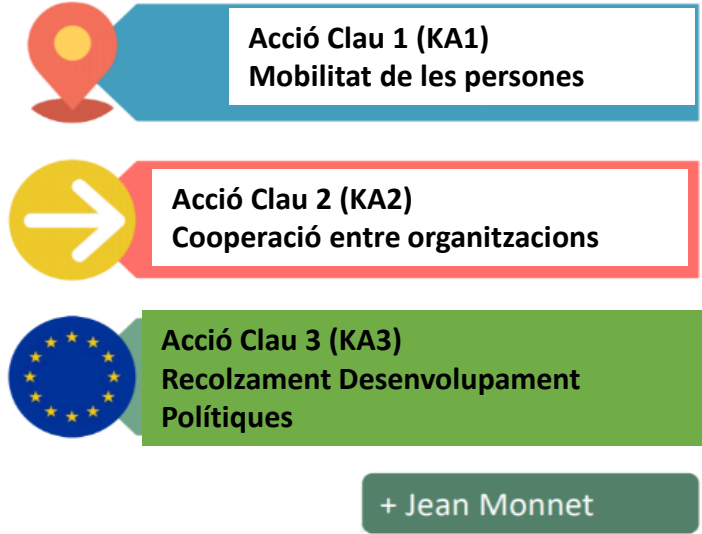 Acció Clau 1 (KA1)
Mobilitat de les persones
Acció Clau 2 (KA2)
Cooperació entre organitzacions
Acció Clau 3 (KA3)
Recolzament Desenvolupament
Polítiques
+ Jean Monnet